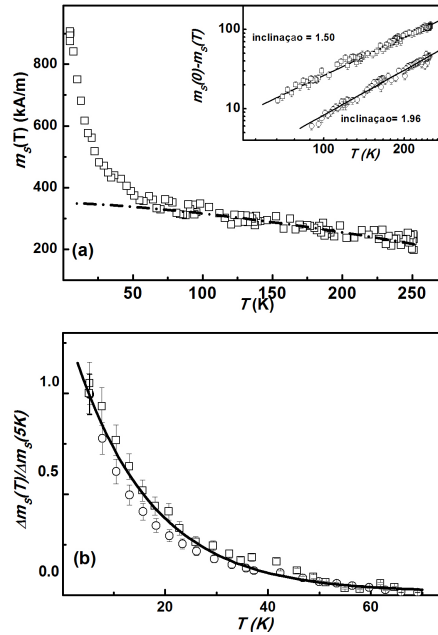 (a)
m_S(T) (kA/m)
800
600
400
200
50
100
150
200
250
T (K)
m_S(0)-m_S(T)
100
10
inclinaçao = 1.50
inclinaçao= 1.96
100
200
T (K)
(b)
Δm_S(T)/Δm_S(5K)
1.0
0.5
0.0
20
40
60
T (K)